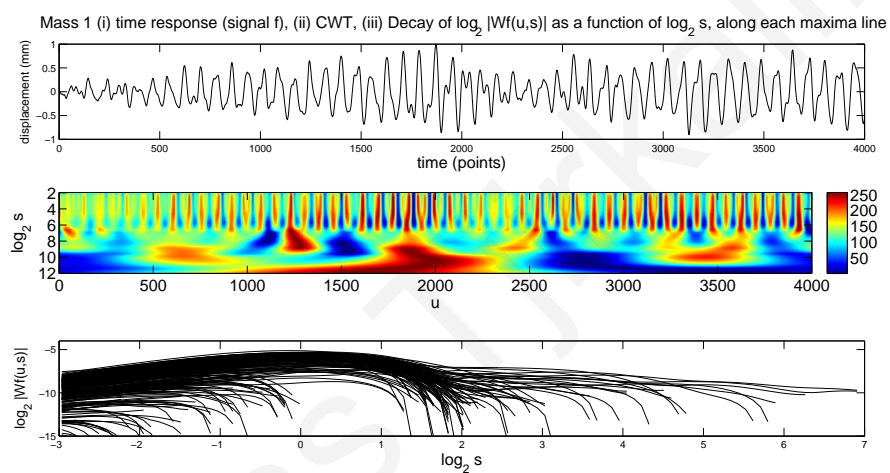 Mass 1 (i) time response (signal f), (ii) CWT, (iii) Decay of log2 |Wf(u,s)| as a function of log2 s, along each maxima line
displacement (mm)
1
0.5
0
−0.5
−1
0 500 1000 1500 2000 2500 3000 3500 4000
time (points)
log2 s
2
4
6
8
10
12
0 500 1000 1500 2000 2500 3000 3500 4000
u
250
200
150
100
50
log2 |Wf(u,s)|
−5
−10
−15
−3 −2 −1 0 1 2 3 4 5 6 7
log2 s